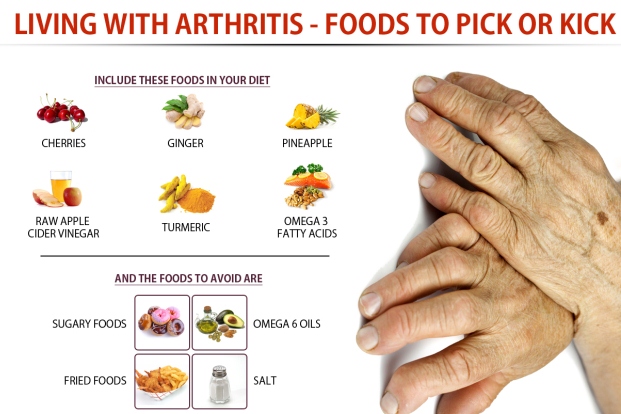 LIVING WITH ARTHRITIS - FOODS TO PICK OR KICK
INCLUDE THESE FOODS IN YOUR DIET
CHERRIES
GINGER
PINEAPPLE
RAW APPLE
CIDER VINEGAR
TURMERIC
OMEGA 3
FATTY ACIDS
AND THE FOODS TO AVOID ARE
SUGARY FOODS
OMEGA 6 OILS
FRIED FOODS
SALT